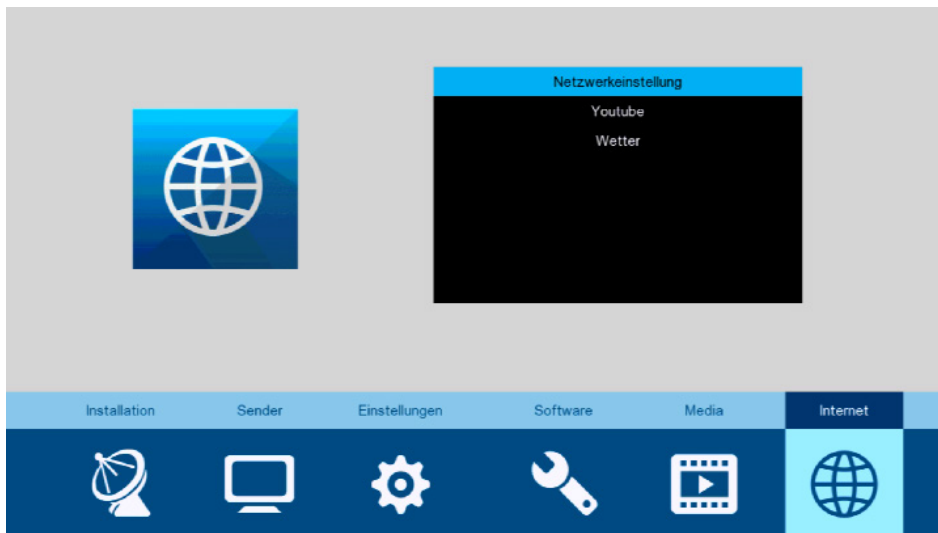 Netzwerkeinstellung
Youtube
Wetter
Installation Sender Einstellungen Software Media Internet